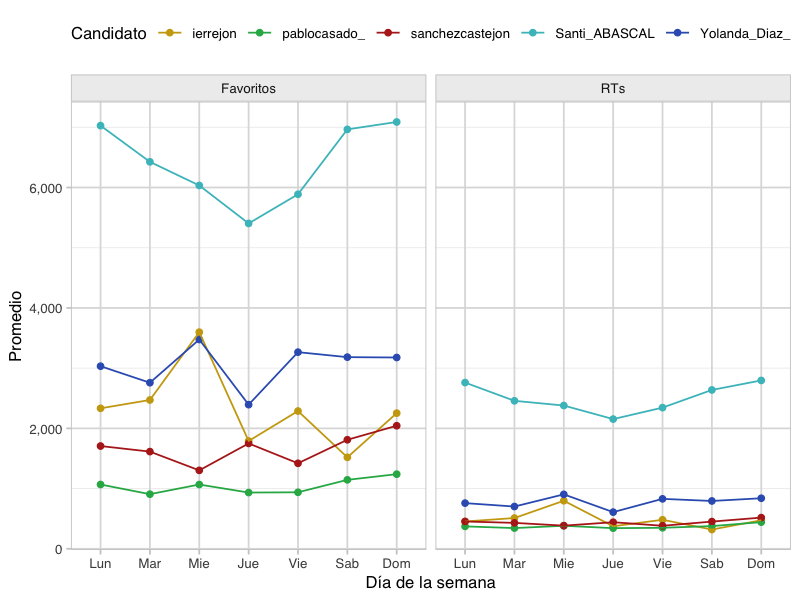 Candidato ierrejon pablocasado_ sanchezcastejon Santi_ABASCAL Yolanda_Diaz_
Favoritos RTs
Promedio
6,000
4,000
2,000
0
Lun Mar Mie Jue Vie Sab Dom Lun Mar Mie Jue Vie Sab Dom
Día de la semana